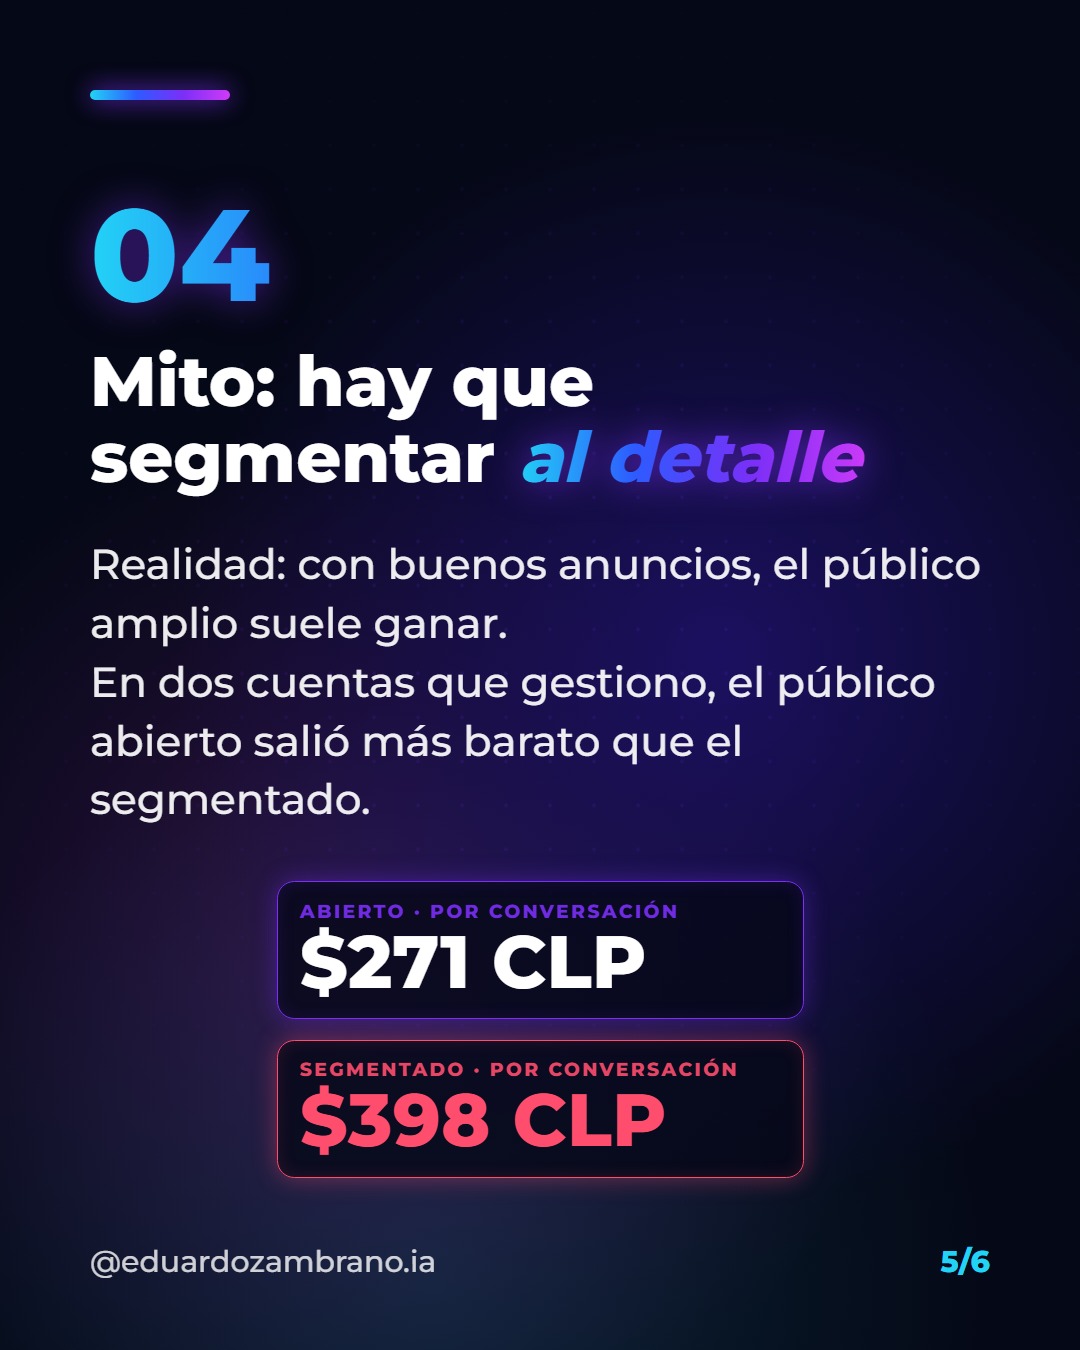 04
Mito: hay que
segmentar al detalle
Realidad: con buenos anuncios, el público
amplio suele ganar.
En dos cuentas que gestiono, el público
abierto salió más barato que el
segmentado.
ABIERTO · POR CONVERSACIÓN
$271 CLP
SEGMENTADO · POR CONVERSACIÓN
$398 CLP
@eduardozambrano.ia
5/6